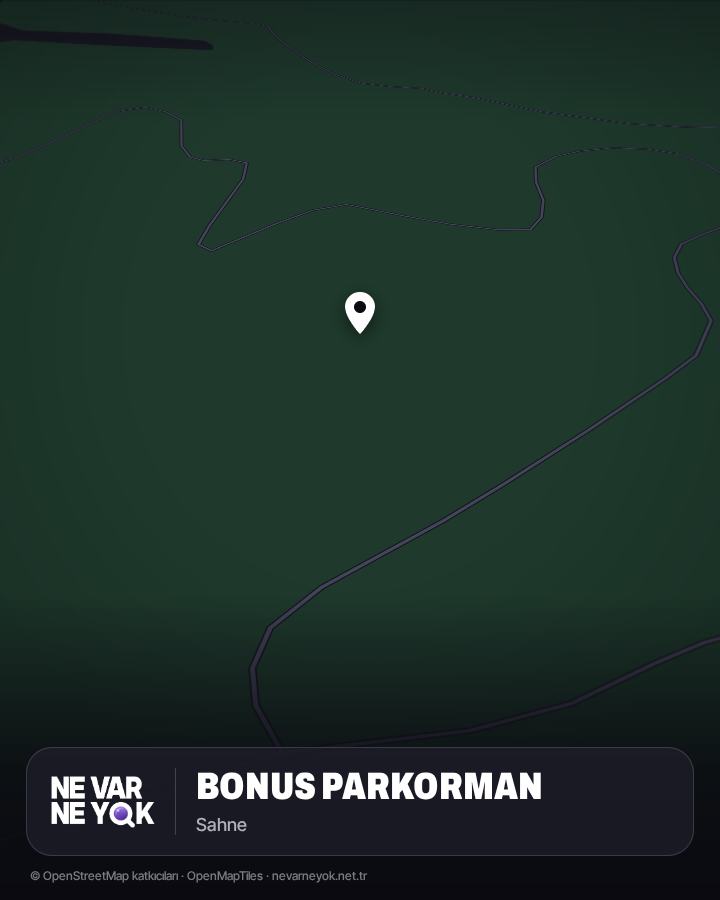 NE VAR
NE YOK
BONUS PARKORMAN
Sahne
© OpenStreetMap katkıcıları · OpenMapTiles · nevarneyok.net.tr